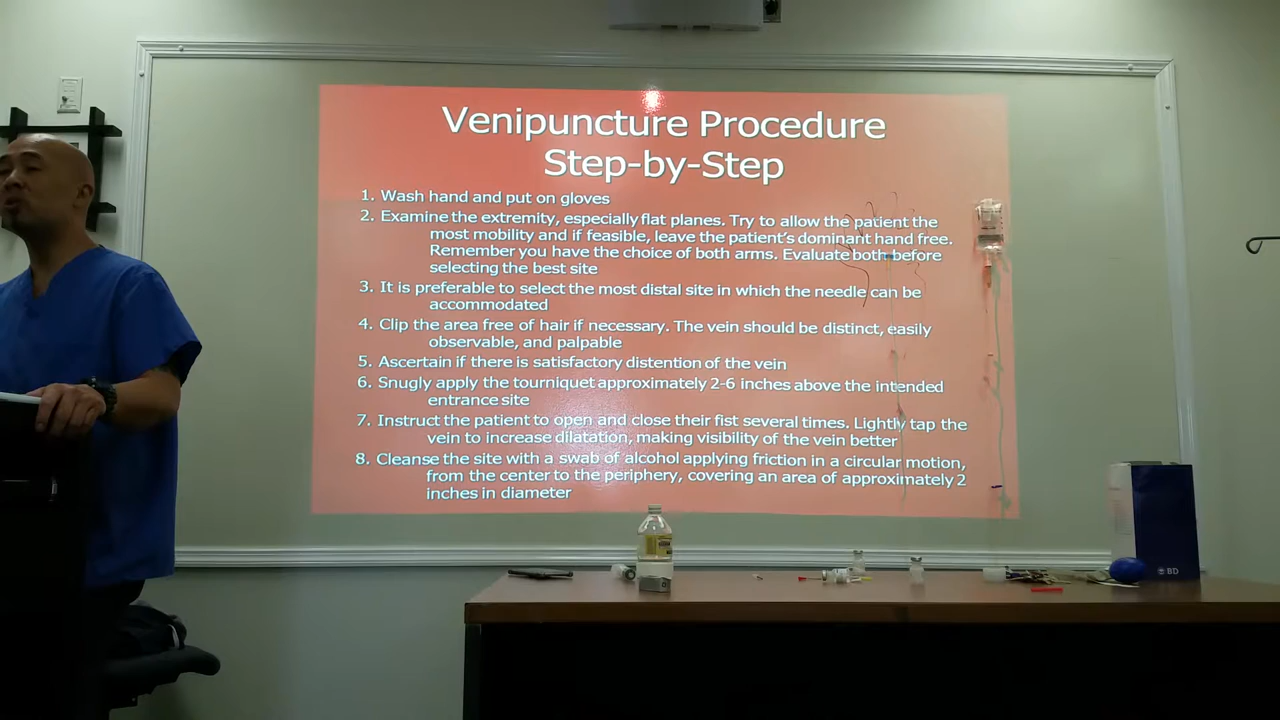 Venipuncture Procedure
Step-by-Step
1. Wash hand and put on gloves
2. Examine the extremity, especially flat planes. Try to allow the patient the
most mobility and if feasible, leave the patient's dominant hand free.
Remember you have the choice of both arms. Evaluate both before
selecting the best site
3. It is preferable to select the most distal site in which the needle can be
accommodated
4. Clip the area free of hair if necessary. The vein should be distinct, easily
observable, and palpable
5. Ascertain if there is satisfactory distention of the vein
6. Snugly apply the tourniquet approximately 2-6 inches above the intended
entrance site
7. Instruct the patient to open and close their fist several times. Lightly tap the
vein to increase dilatation, making visibility of the vein better
8. Cleanse the site with a swab of alcohol applying friction in a circular motion,
from the center to the periphery, covering an area of approximately 2
inches in diameter
BD